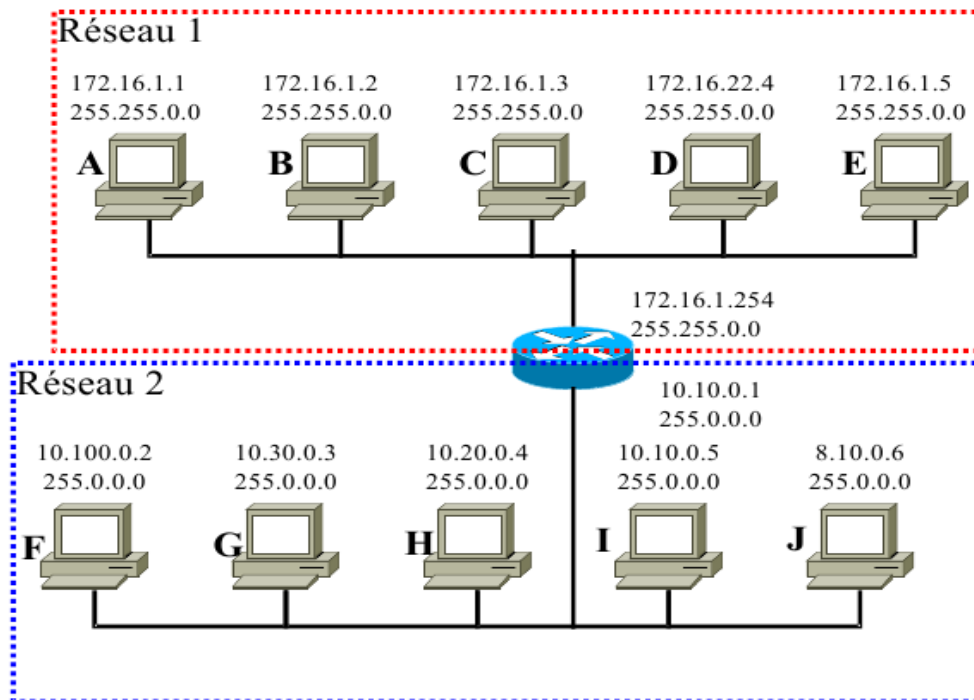 Réseau 1
172.16.1.1
255.255.0.0
172.16.1.2
255.255.0.0
172.16.1.3
255.255.0.0
172.16.22.4
255.255.0.0
172.16.1.5
255.255.0.0
A
B
C
D
E
172.16.1.254
255.255.0.0
Réseau 2
10.10.0.1
255.0.0.0
10.100.0.2
255.0.0.0
10.30.0.3
255.0.0.0
10.20.0.4
255.0.0.0
10.10.0.5
255.0.0.0
8.10.0.6
255.0.0.0
F
G
H
I
J